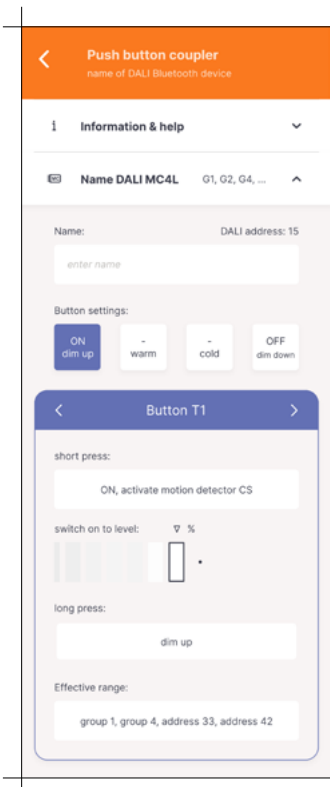 Push button coupler
name of DALI Bluetooth device
i Information & help
Name DALI MC4L G1, G2, G4, ...
Name: DALI address: 15
enter name
Button settings:
ON - - OFF
dim up warm cold dim down
Button T1
short press:
ON, activate motion detector CS
switch on to level: ∇ %
long press:
dim up
Effective range:
group 1, group 4, address 33, address 42